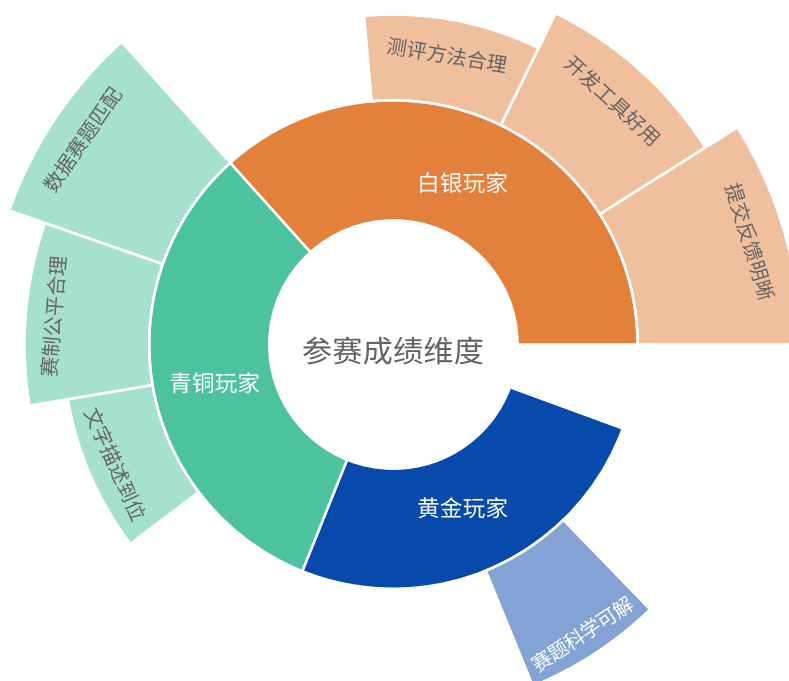 测评方法合理
开发工具好用
提交反馈明晰
白银玩家
数据赛题匹配
赛制公平合理
文字描述到位
青铜玩家
参赛成绩维度
黄金玩家
赛题科学可解